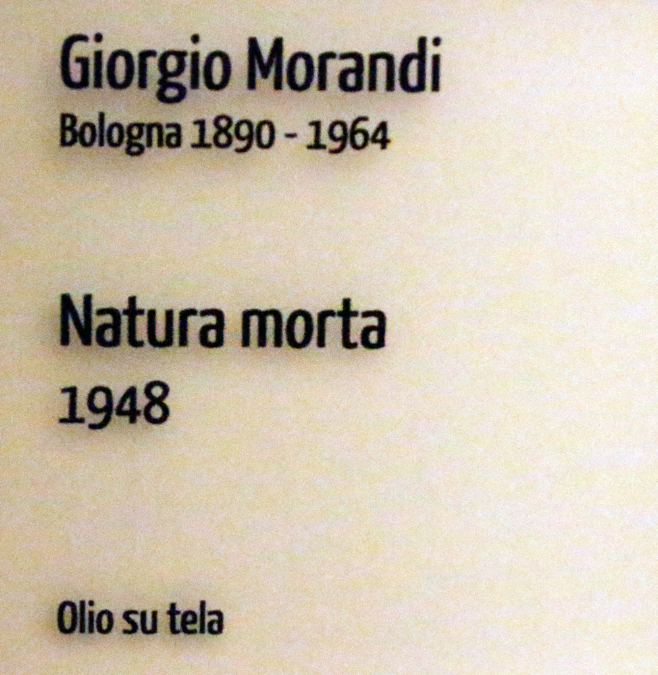 Giorgio Morandi
Bologna 1890 - 1964
Natura morta
1948
Olio su tela